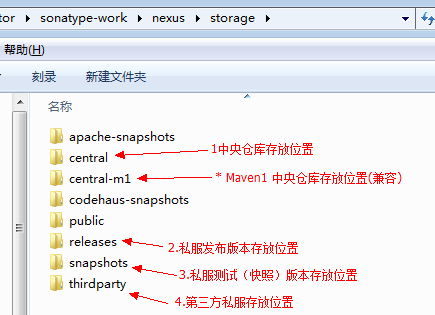 tor ▸ sonatype-work ▸ nexus ▸ storage ▸
帮助(H)
刻录 新建文件夹
名称
apache-snapshots
1中央仓库存放位置
central
central-m1 * Maven1 中央仓库存放位置(兼容)
codehaus-snapshots
public
releases 2.私服发布版本存放位置
snapshots 3.私服测试（快照）版本存放位置
thirdparty
4.第三方私服存放位置